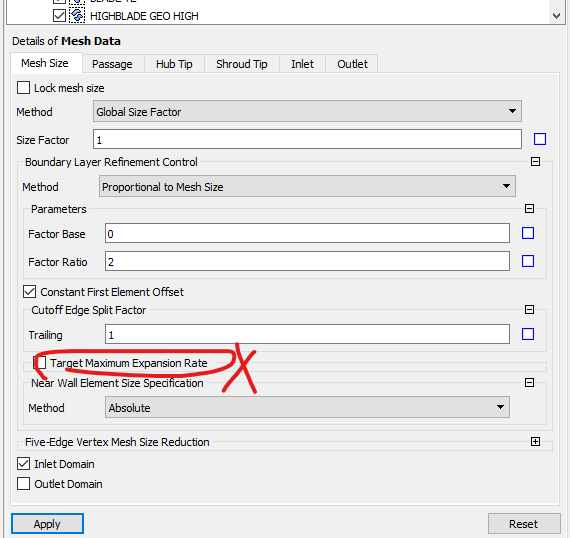 BLADE TE
HIGHBLADE GEO HIGH
Details of Mesh Data
Mesh Size Passage Hub Tip Shroud Tip Inlet Outlet
Lock mesh size
Method Global Size Factor
Size Factor 1
Boundary Layer Refinement Control
Method Proportional to Mesh Size
Parameters
Factor Base 0
Factor Ratio 2
Constant First Element Offset
Cutoff Edge Split Factor
Trailing 1
Target Maximum Expansion Rate X
Near Wall Element Size Specification
Method Absolute
Five-Edge Vertex Mesh Size Reduction
Inlet Domain
Outlet Domain
Apply Reset